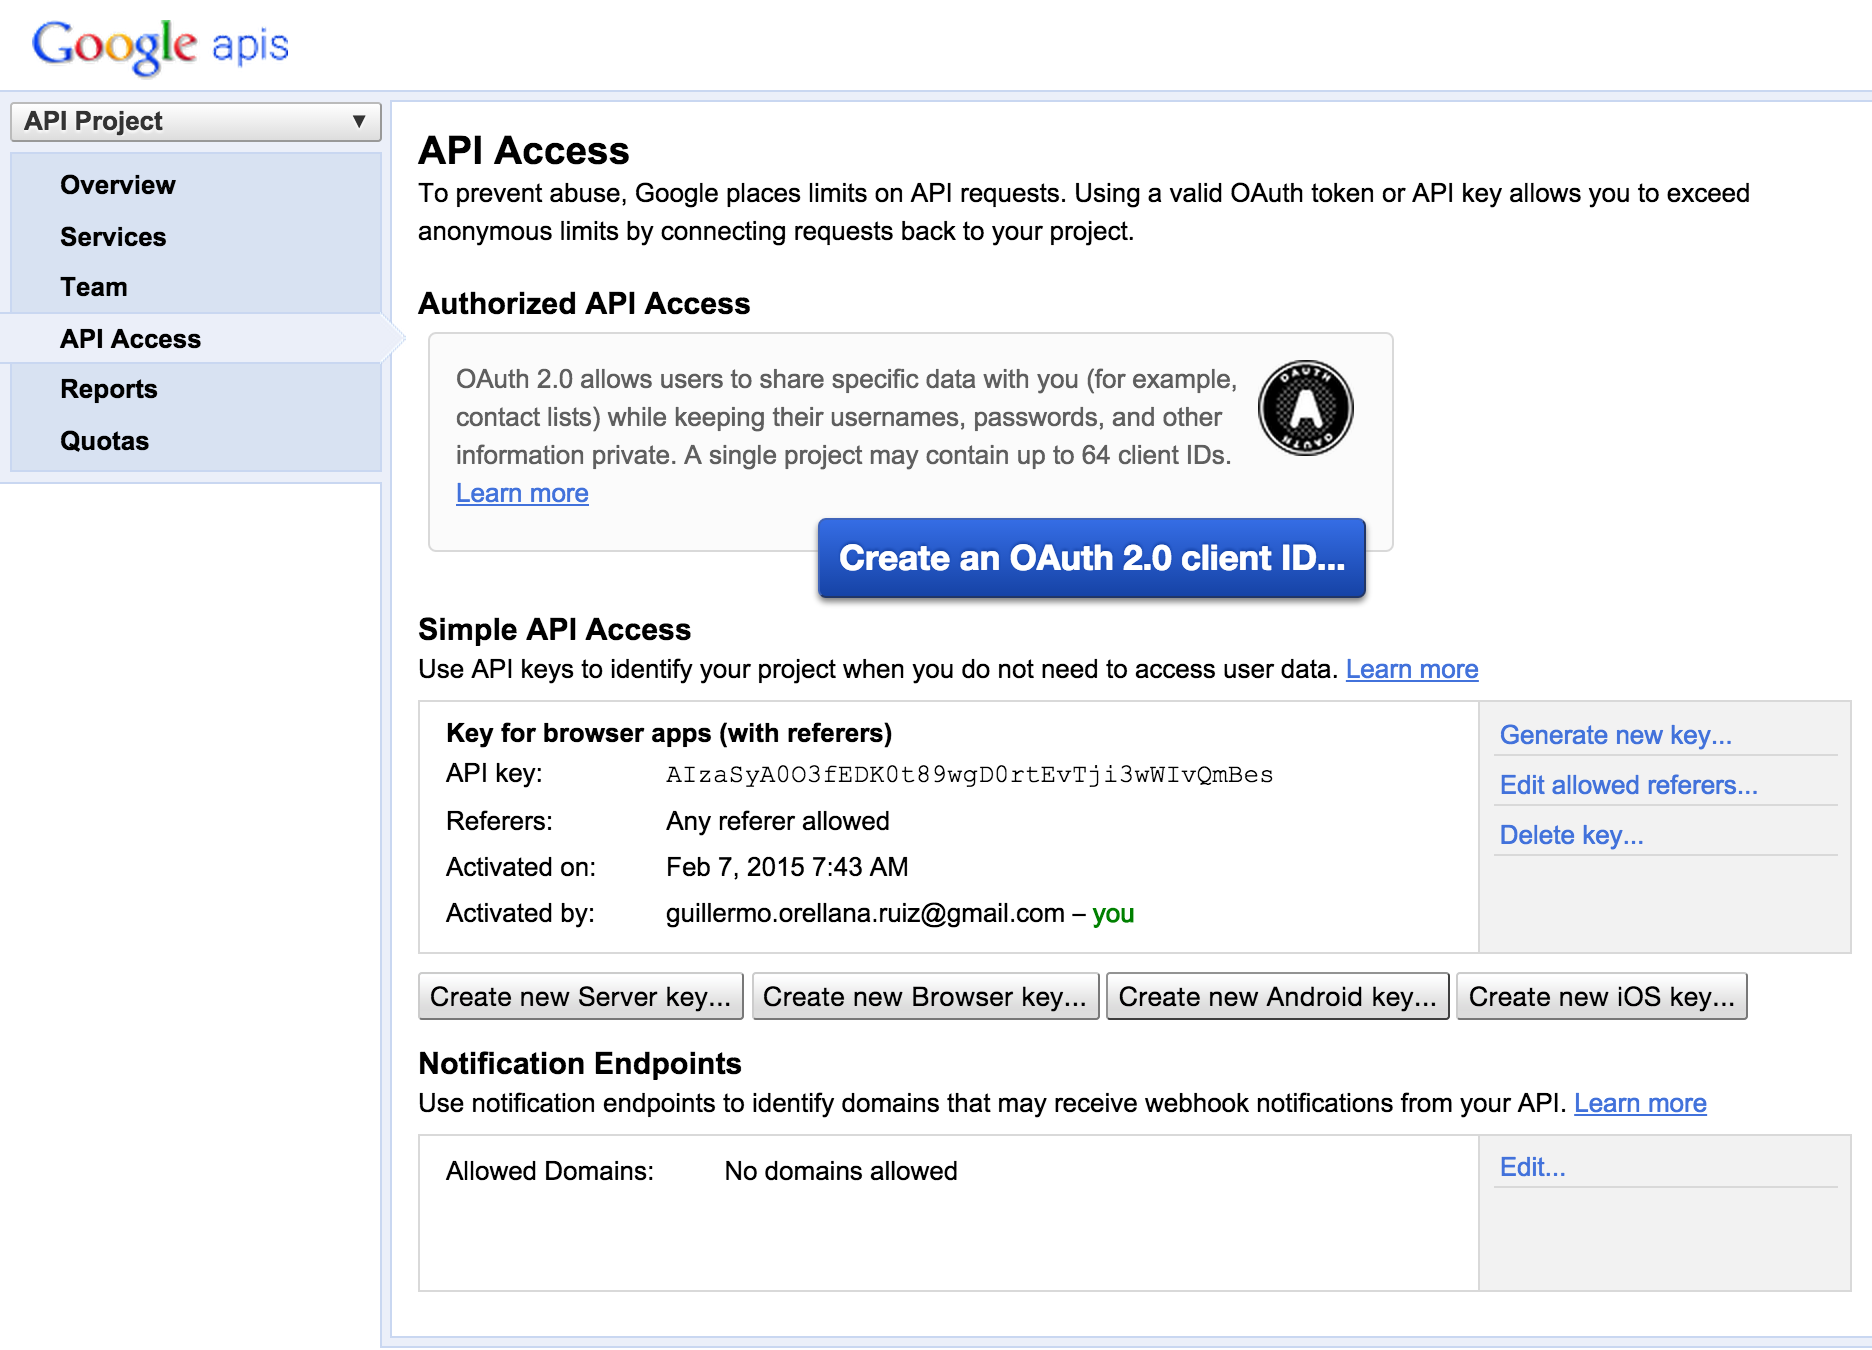 Google apis
API Project ▼
Overview
Services
Team
API Access
Reports
Quotas
API Access
To prevent abuse, Google places limits on API requests. Using a valid OAuth token or API key allows you to exceed
anonymous limits by connecting requests back to your project.
Authorized API Access
OAuth 2.0 allows users to share specific data with you (for example,
contact lists) while keeping their usernames, passwords, and other
information private. A single project may contain up to 64 client IDs.
Learn more
OAUTH
A
OAUTH
Create an OAuth 2.0 client ID...
Simple API Access
Use API keys to identify your project when you do not need to access user data. Learn more
Key for browser apps (with referers)
API key: AIzaSyA0O3fEDK0t89wgD0rtEvTji3wWIvQmBes
Referers: Any referer allowed
Activated on: Feb 7, 2015 7:43 AM
Activated by: guillermo.orellana.ruiz@gmail.com – you
Generate new key...
Edit allowed referers...
Delete key...
Create new Server key... Create new Browser key... Create new Android key... Create new iOS key...
Notification Endpoints
Use notification endpoints to identify domains that may receive webhook notifications from your API. Learn more
Allowed Domains: No domains allowed
Edit...